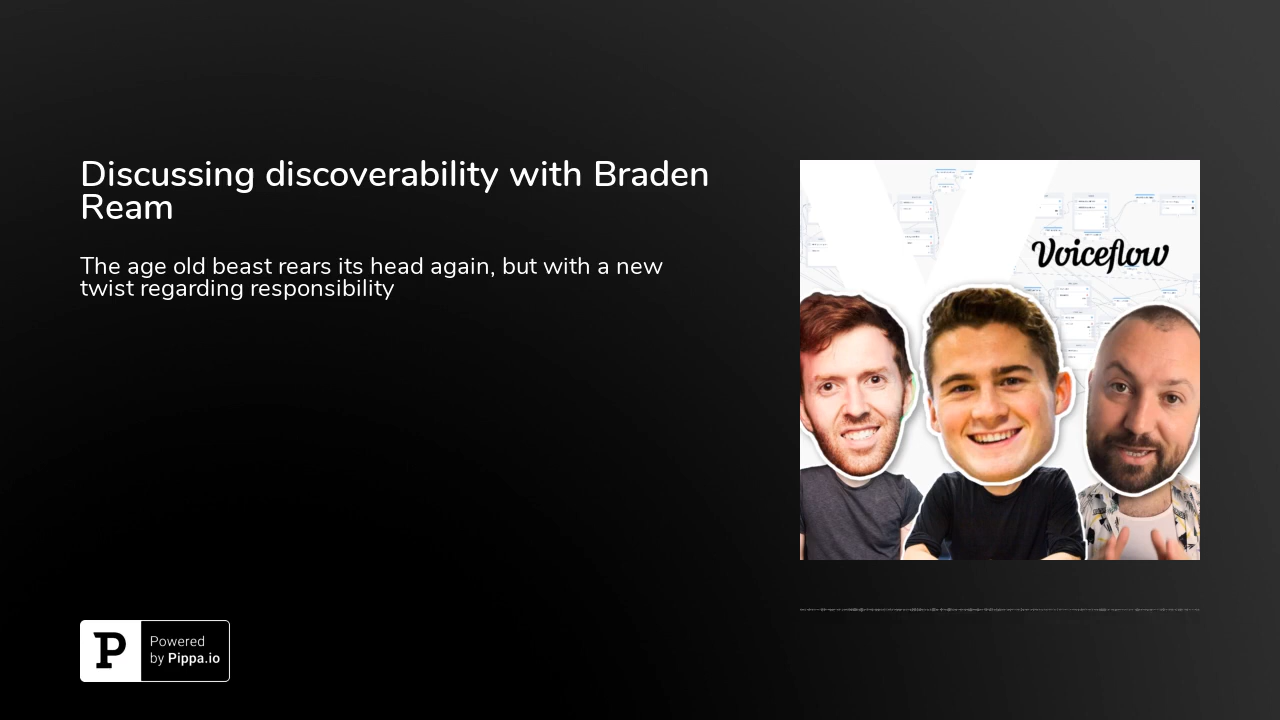 Discussing discoverability with Braden
Ream
The age old beast rears its head again, but with a new
twist regarding responsibility
Voiceflow
P
Powered
by Pippa.io